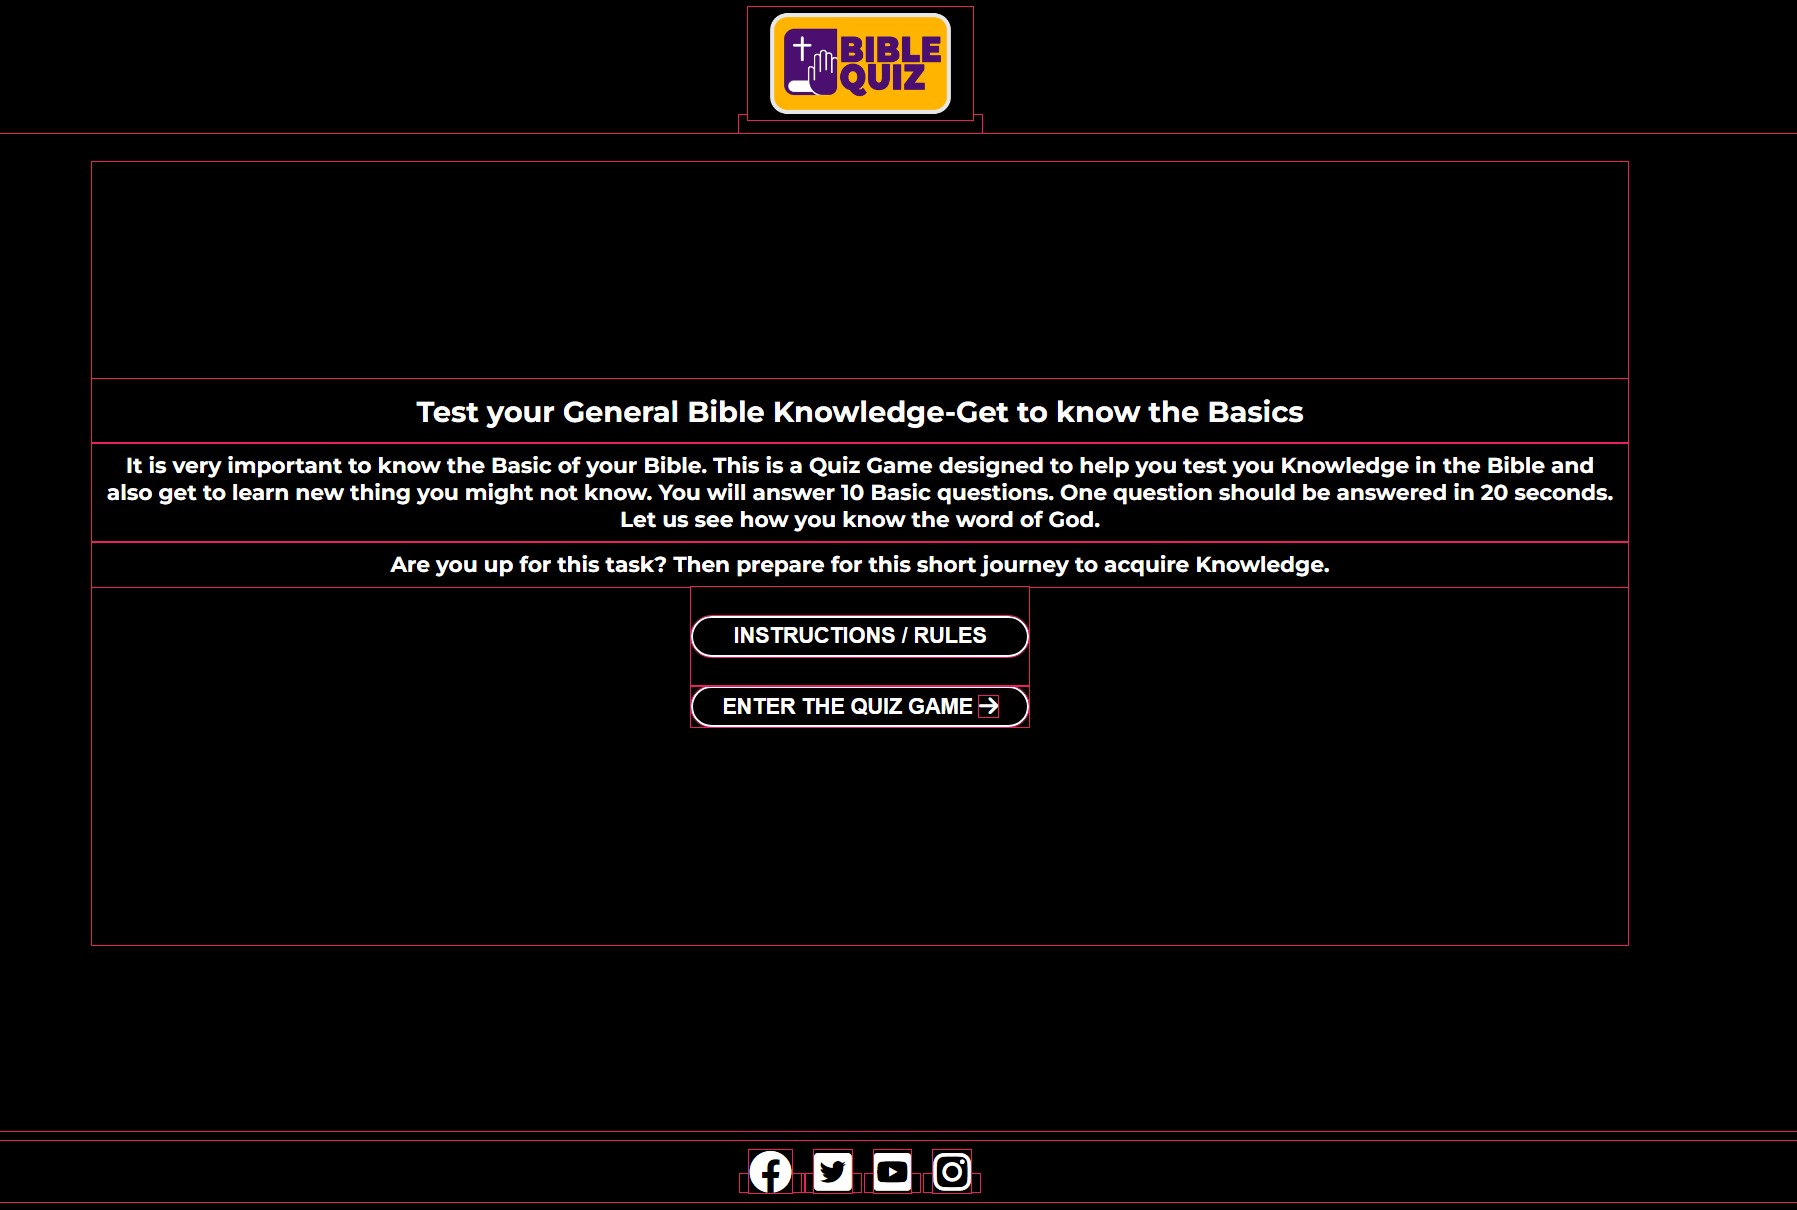 BIBLE
QUIZ
Test your General Bible Knowledge-Get to know the Basics
It is very important to know the Basic of your Bible. This is a Quiz Game designed to help you test you Knowledge in the Bible and
also get to learn new thing you might not know. You will answer 10 Basic questions. One question should be answered in 20 seconds.
Let us see how you know the word of God.
Are you up for this task? Then prepare for this short journey to acquire Knowledge.
INSTRUCTIONS / RULES
ENTER THE QUIZ GAME